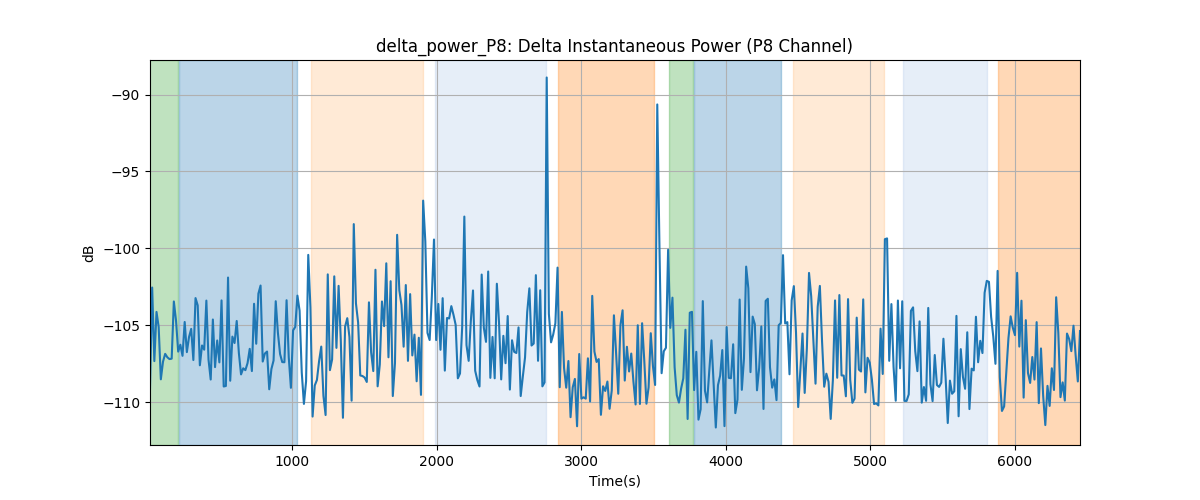 delta_power_P8: Delta Instantaneous Power (P8 Channel)
dB
−90
−95
−100
−105
−110
1000 2000 3000 4000 5000 6000
Time(s)